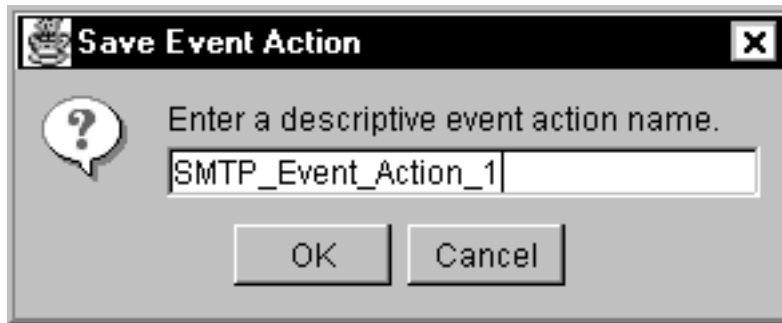 Save Event Action
Enter a descriptive event action name.
SMTP_Event_Action_1
OK Cancel